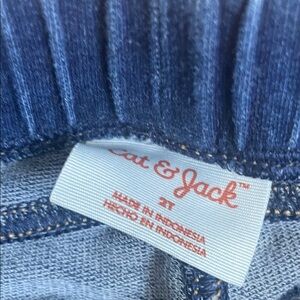 Cat & Jack™
2T
MADE IN INDONESIA
HECHO EN INDONESIA